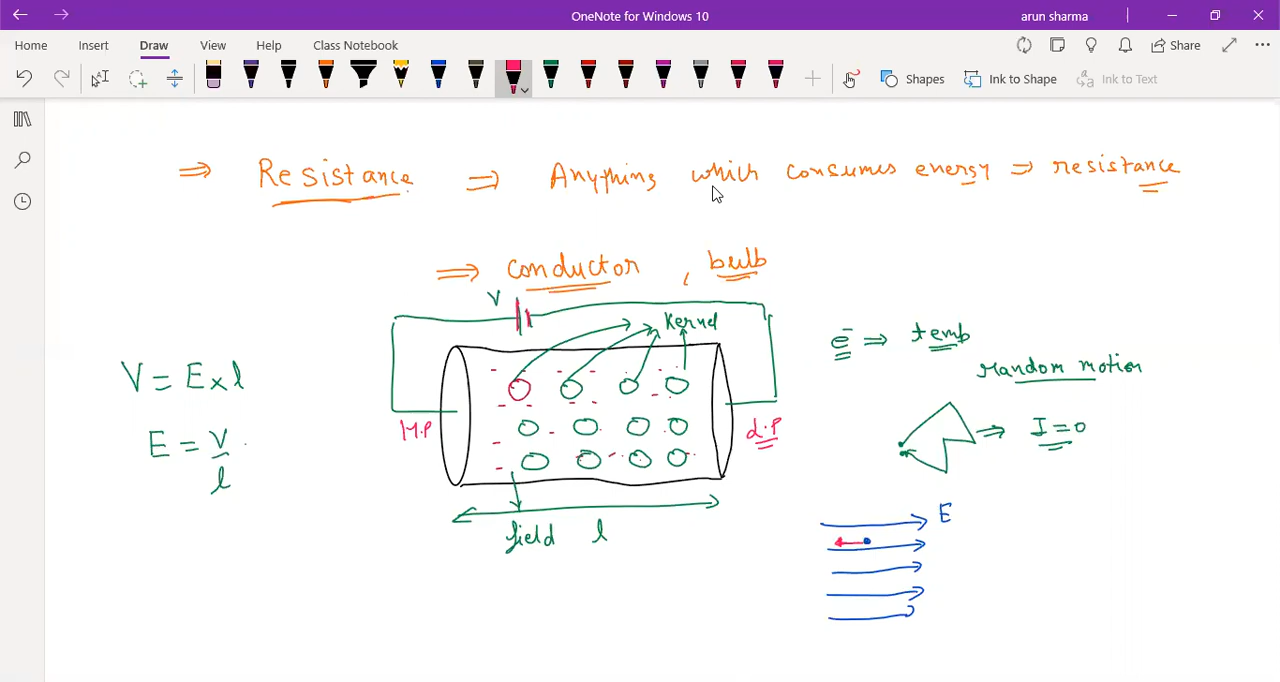 OneNote for Windows 10
arun sharma
Home Insert Draw View Help Class Notebook
Share
Shapes Ink to Shape Ink to Text
⇒ Resistance ⇒ Anything which consumes energy ⇒ resistance
⇒ conductor , bulb
V
Kernel
e⁻ ⇒ temp
random motion
V = E x l
M.P
d.P
⇒ I = 0
E = V/l
field l
E